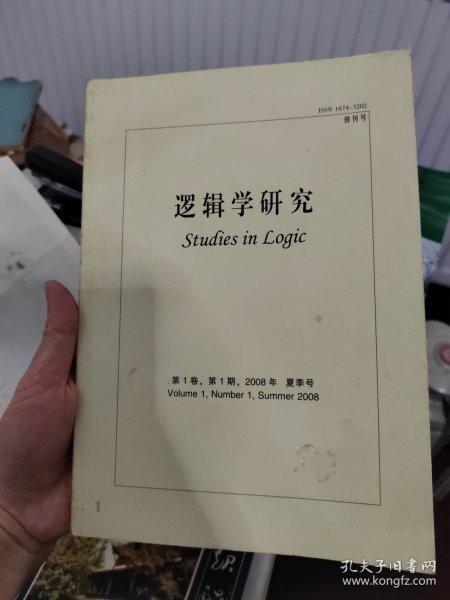 ISSN 1674-3202
创刊号
逻辑学研究
Studies in Logic
第1卷，第1期，2008年 夏季号
Volume 1, Number 1, Summer 2008
孔夫子旧书网
www.kongfz.com